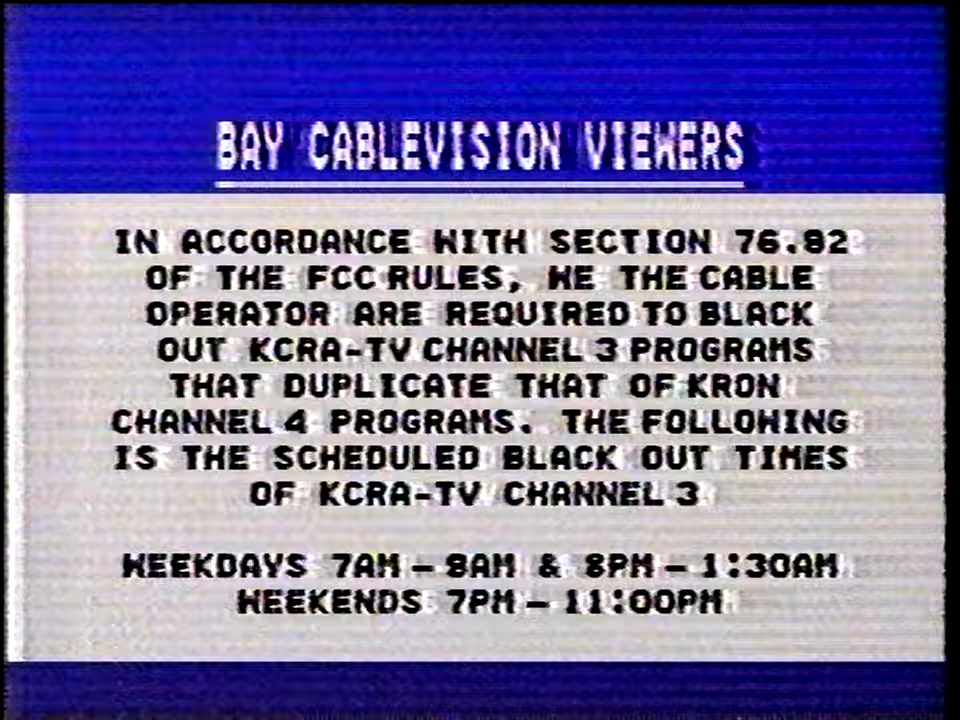 BAY CABLEVISION VIEWERS
IN ACCORDANCE WITH SECTION 76.92
OF THE FCC RULES, WE THE CABLE
OPERATOR ARE REQUIRED TO BLACK
OUT KCRA-TV CHANNEL 3 PROGRAMS
THAT DUPLICATE THAT OF KRON
CHANNEL 4 PROGRAMS. THE FOLLOWING
IS THE SCHEDULED BLACK OUT TIMES
OF KCRA-TV CHANNEL 3
WEEKDAYS 7AM - 9AM & 8PM - 1:30AM
WEEKENDS 7PM - 11:00PM